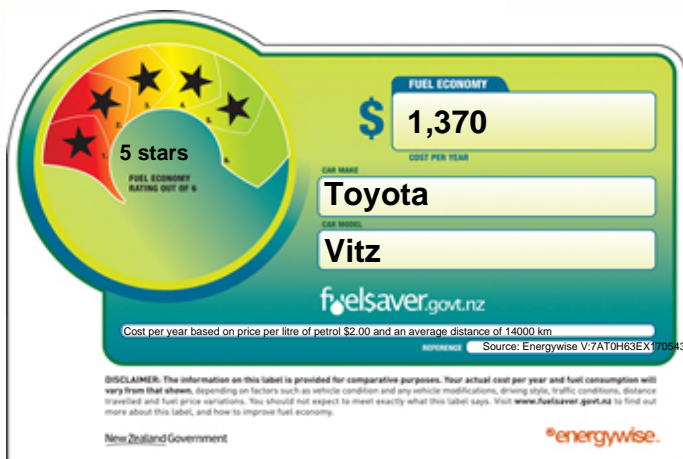 FUEL ECONOMY
$ 1,370
COST PER YEAR
1.
2.
3.
4.
5.
6.
5 stars
FUEL ECONOMY
RATING OUT OF 6
CAR MAKE
Toyota
CAR MODEL
Vitz
fuelsaver.govt.nz
Cost per year based on price per litre of petrol $2.00 and an average distance of 14000 km
REFERENCE Source: Energywise V:7AT0H63EX170543
DISCLAIMER: The information on this label is provided for comparative purposes. Your actual cost per year and fuel consumption will
vary from that shown, depending on factors such as vehicle condition and any vehicle modifications, driving style, traffic conditions, distance
travelled and fuel price variations. You should not expect to meet exactly what this label says. Visit www.fuelsaver.govt.nz to find out
more about this label, and how to improve fuel economy.
New Zealand Government
energywise.